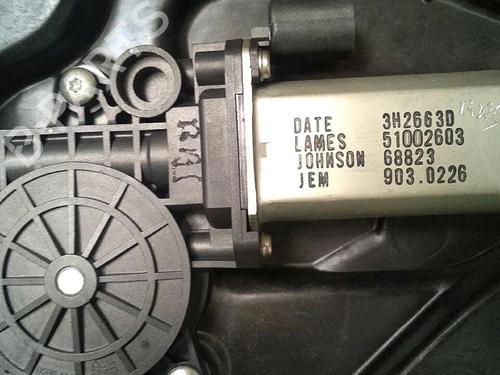 DATE 3H2663D
LAMES 51002603
JOHNSON 68823
JEM 903.0226